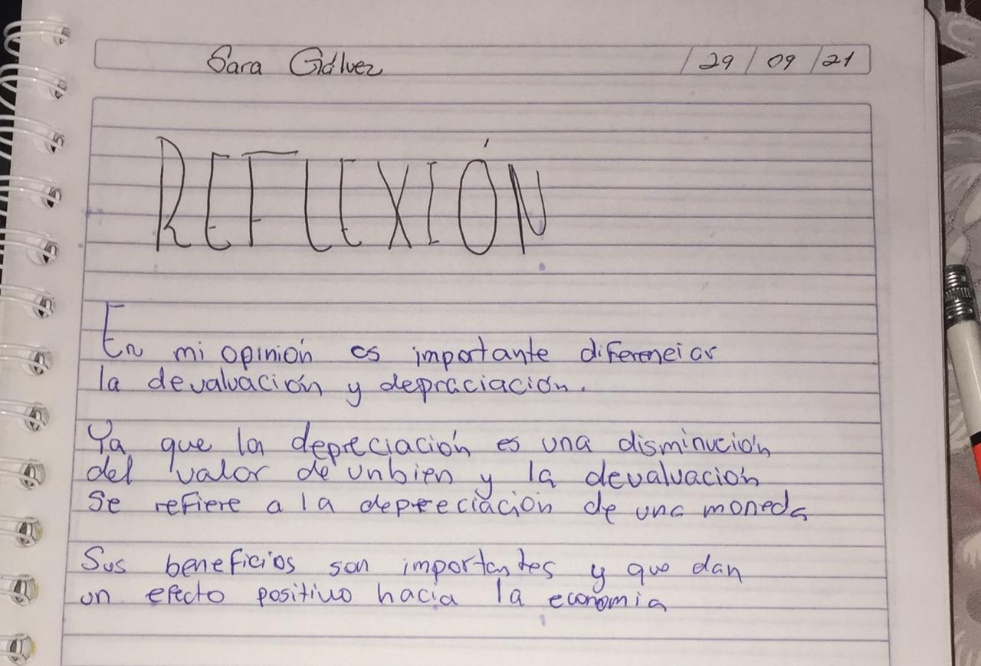 Sara Gálvez / 29 / 09 / 21
REFLEXIÓN
En mi opinión es importante diferenciar
la devaluación y depraciación.
Ya que la depreciación es una disminución
del valor de un bien y la devaluación
se refiere a la depreciación de una moneda
Sus beneficios son importantes y que dan
un efecto positivo hacia la economia